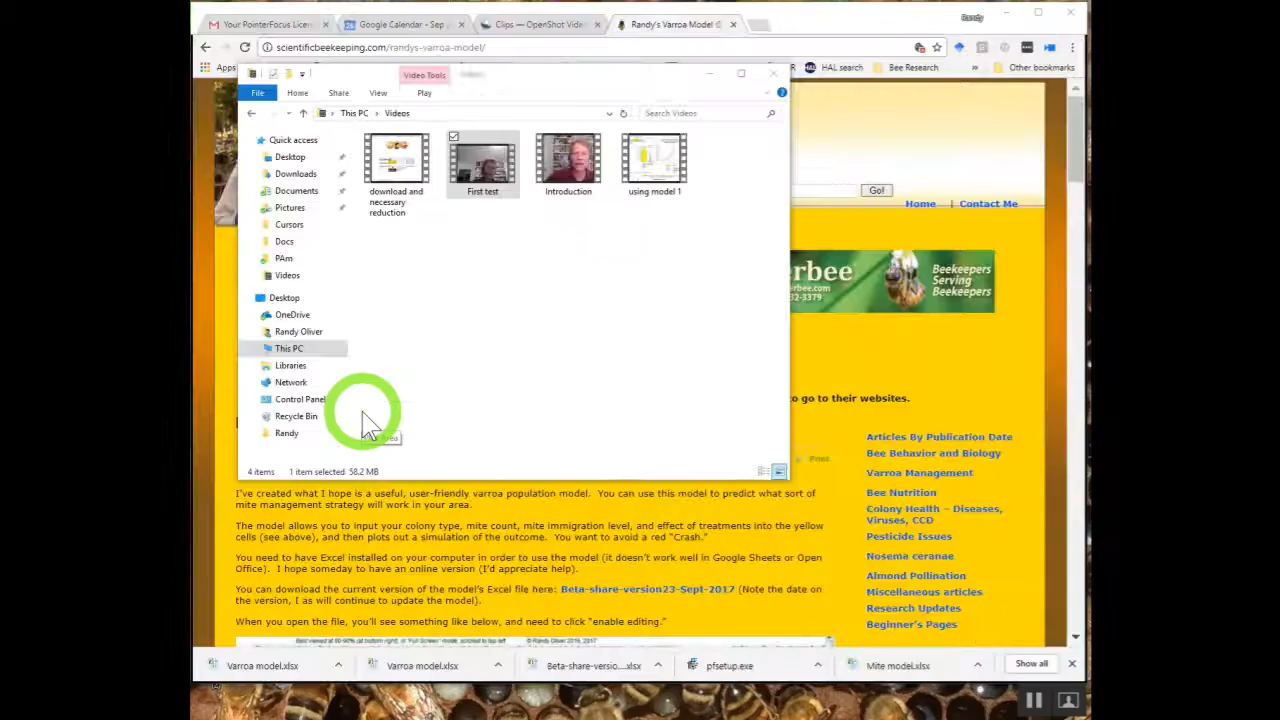 Your PointerFocus Licen
Google Calendar - Sep
Clips — OpenShot Vide
Randy's Varroa Model @
Randy
scientificbeekeeping.com/randys-varroa-model/
Apps
R
HAL search
Bee Research
»
Other bookmarks
Video Tools
Videos
File
Home
Share
View
Play
This PC
Videos
Search Videos
Quick access
Desktop
Downloads
Documents
Pictures
Cursors
Docs
PAm
Videos
Desktop
OneDrive
Randy Oliver
This PC
Libraries
Network
Control Panel
Recycle Bin
Randy
download and
necessary
reduction
First test
Introduction
using model 1
4 items
1 item selected 58.2 MB
Go!
Home | Contact Me
erbee
rbee.com
32-3379
Beekeepers
Serving
Beekeepers
to go to their websites.
Print
Articles By Publication Date
Bee Behavior and Biology
Varroa Management
Bee Nutrition
Colony Health – Diseases,
Viruses, CCD
Pesticide Issues
Nosema ceranae
Almond Pollination
Miscellaneous articles
Research Updates
Beginner's Pages
I've created what I hope is a useful, user-friendly varroa population model. You can use this model to predict what sort of
mite management strategy will work in your area.
The model allows you to input your colony type, mite count, mite immigration level, and effect of treatments into the yellow
cells (see above), and then plots out a simulation of the outcome. You want to avoid a red "Crash."
You need to have Excel installed on your computer in order to use the model (it doesn't work well in Google Sheets or Open
Office). I hope someday to have an online version (I'd appreciate help).
You can download the current version of the model's Excel file here: Beta-share-version23-Sept-2017 (Note the date on
the version, I as will continue to update the model).
When you open the file, you'll see something like below, and need to click "enable editing."
Varroa model.xlsx
Varroa model.xlsx
Beta-share-versio....xlsx
pfsetup.exe
Mite model.xlsx
Show all